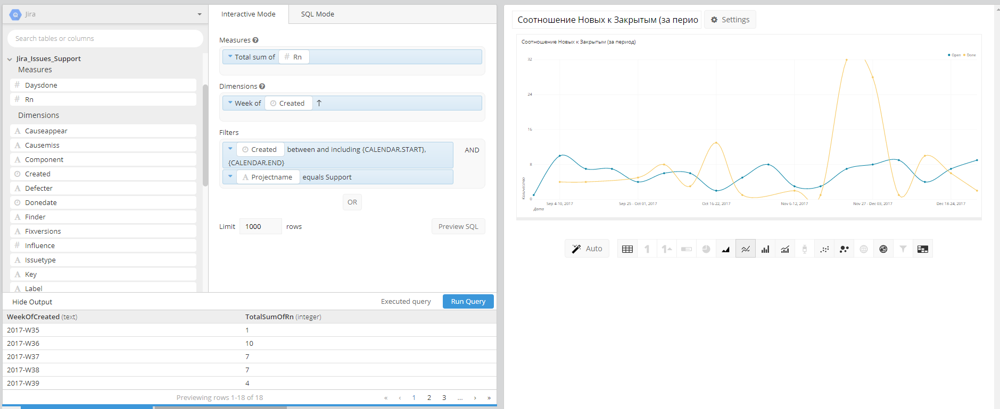 Jira
Search tables or columns
Jira_Issues_Support
Measures
# Daysdone
# Rn
Dimensions
A Causeappear
A Causemiss
A Component
Created
A Defecter
Donedate
A Finder
A Fixversions
# Influence
A Issuetype
A Key
A Label
Interactive Mode
SQL Mode
Measures ?
Total sum of # Rn
Dimensions ?
Week of Created ↑
Filters
Created between and including {CALENDAR.START},
{CALENDAR.END}
AND
A Projectname equals Support
OR
Limit 1000 rows
Preview SQL
Hide Output
Executed query
Run Query
WeekOfCreated (text) TotalSumOfRn (integer)
2017-W35 1
2017-W36 10
2017-W37 7
2017-W38 7
2017-W39 4
Previewing rows 1-18 of 18
« ‹ 1 2 3 ... › »
Соотношение Новых к Закрытым (за перио
Settings
Соотношение Новых к Закрытым (за период)
Open Done
32
24
16
8
0
Количество
Sep 4-10, 2017 Sep 25 - Oct 01, 2017 Oct 16-22, 2017 Nov 6-12, 2017 Nov 27 - Dec 03, 2017 Dec 18-24, 2017
Дата
Auto
1
1